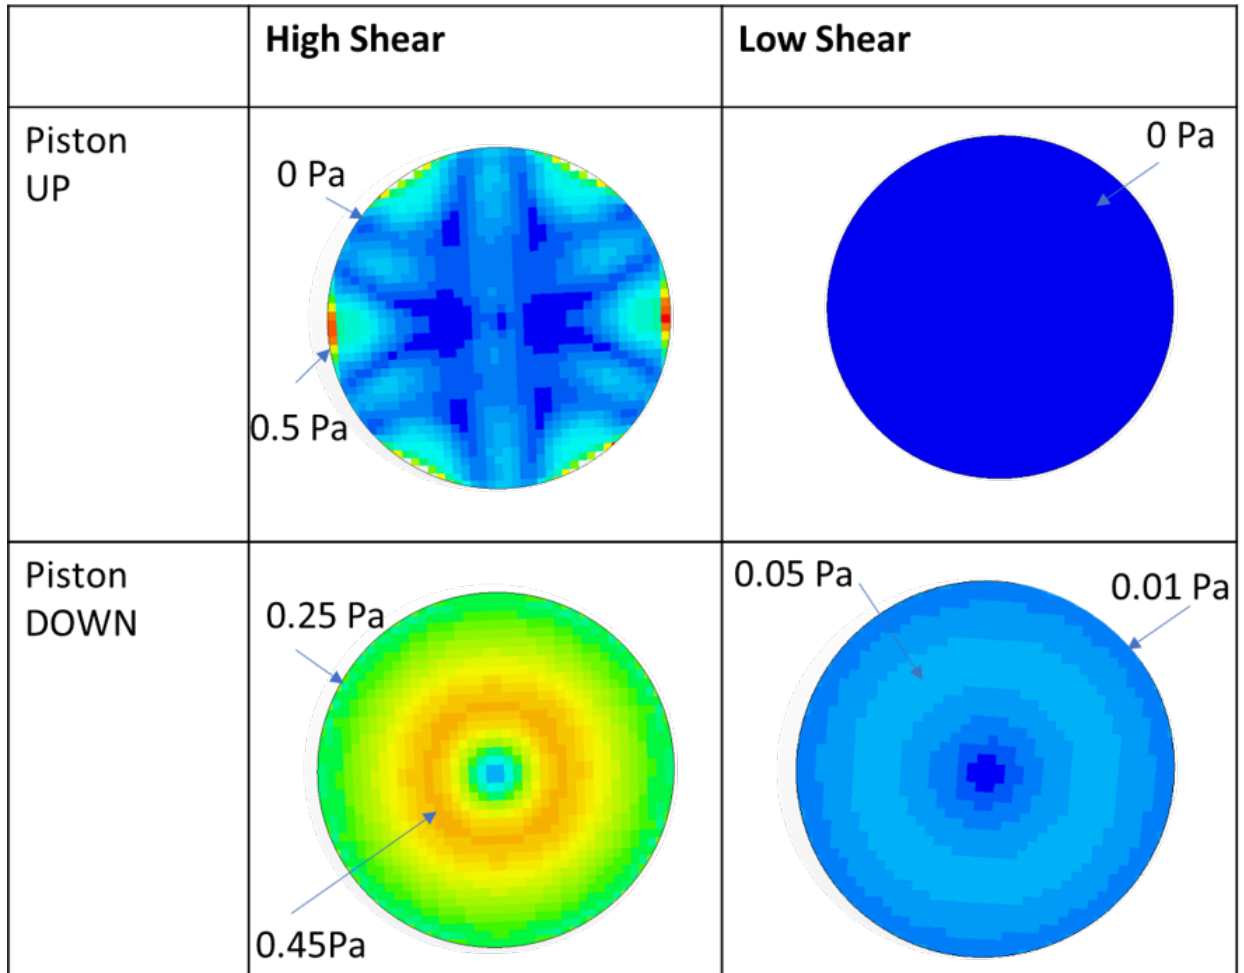 High Shear
Low Shear
Piston
UP
0 Pa
0.5 Pa
0 Pa
Piston
DOWN
0.25 Pa
0.45Pa
0.05 Pa
0.01 Pa